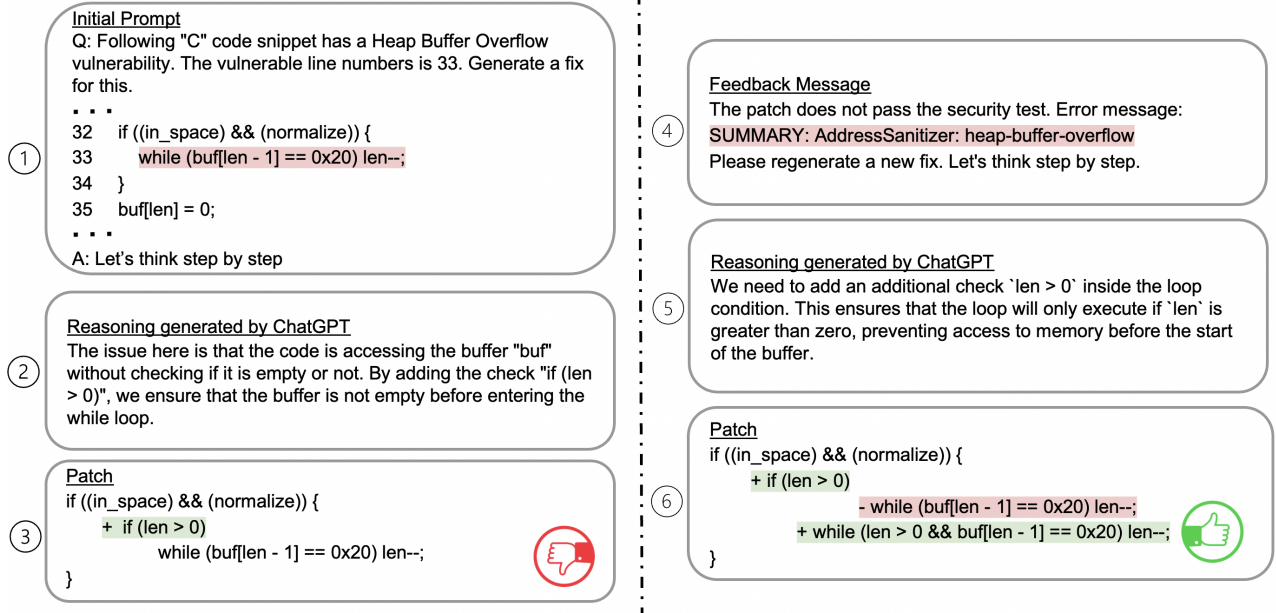 Initial Prompt
Q: Following "C" code snippet has a Heap Buffer Overflow
vulnerability. The vulnerable line numbers is 33. Generate a fix
for this.
. . .
32 if ((in_space) && (normalize)) {
33 while (buf[len - 1] == 0x20) len--;
34 }
35 buf[len] = 0;
. . .
A: Let's think step by step
1
Reasoning generated by ChatGPT
The issue here is that the code is accessing the buffer "buf"
without checking if it is empty or not. By adding the check "if (len
> 0)", we ensure that the buffer is not empty before entering the
while loop.
2
Patch
if ((in_space) && (normalize)) {
+ if (len > 0)
while (buf[len - 1] == 0x20) len--;
}
3
Feedback Message
The patch does not pass the security test. Error message:
SUMMARY: AddressSanitizer: heap-buffer-overflow
Please regenerate a new fix. Let's think step by step.
4
Reasoning generated by ChatGPT
We need to add an additional check `len > 0` inside the loop
condition. This ensures that the loop will only execute if `len` is
greater than zero, preventing access to memory before the start
of the buffer.
5
Patch
if ((in_space) && (normalize)) {
+ if (len > 0)
- while (buf[len - 1] == 0x20) len--;
+ while (len > 0 && buf[len - 1] == 0x20) len--;
}
6